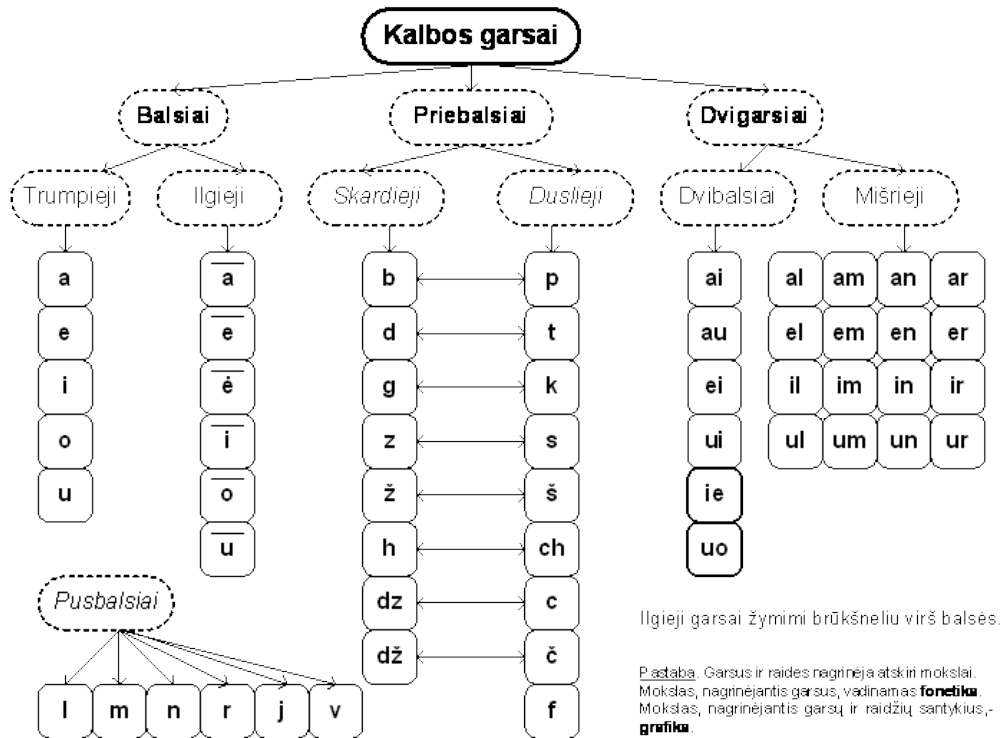 Kalbos garsai
Balsiai Priebalsiai Dvigarsiai
Trumpieji Ilgieji Skardieji Duslieji Dvibalsiai Mišrieji
a a̅ b p ai al am an ar
e e̅ d t au el em en er
i ė̅ g k ei il im in ir
o i̅ z s ui ul um un ur
u o̅ ž š ie
u̅ h ch uo
Pusbalsiai dz c
dž č
l m n r j v f
Ilgieji garsai žymimi brūkšneliu virš balsės.
Pastaba. Garsus ir raides nagrinėja atskiri mokslai.
Mokslas, nagrinėjantis garsus, vadinamas fonetika.
Mokslas, nagrinėjantis garsų ir raidžių santykius,-
grafika.